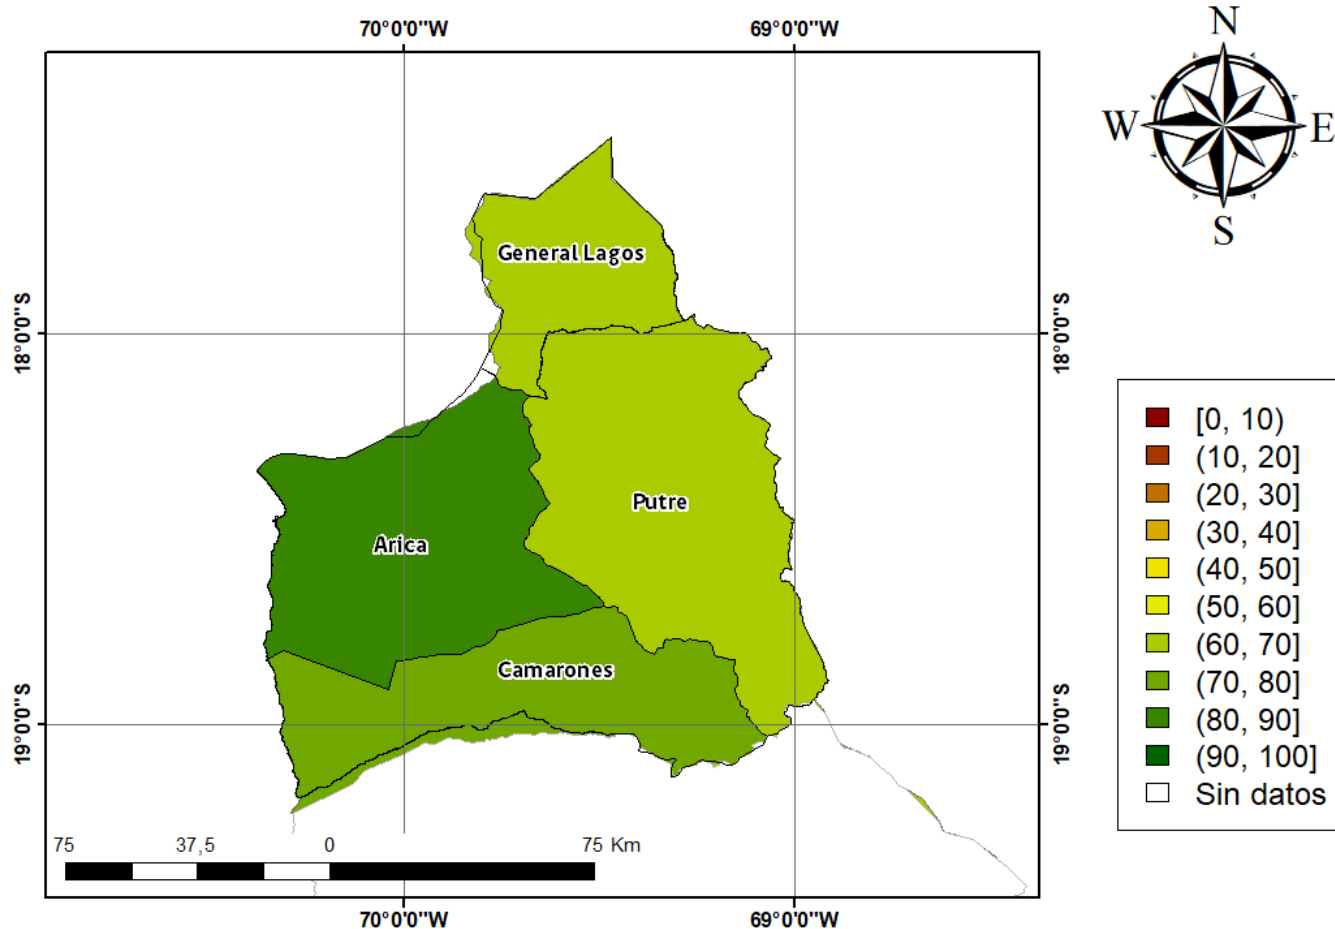 70°0'0"W 69°0'0"W
N
W E
S
General Lagos
18°0'0"S 18°0'0"S
Putre
Arica
Camarones
19°0'0"S 19°0'0"S
[0, 10)
(10, 20]
(20, 30]
(30, 40]
(40, 50]
(50, 60]
(60, 70]
(70, 80]
(80, 90]
(90, 100]
Sin datos
75 37,5 0 75 Km
70°0'0"W 69°0'0"W